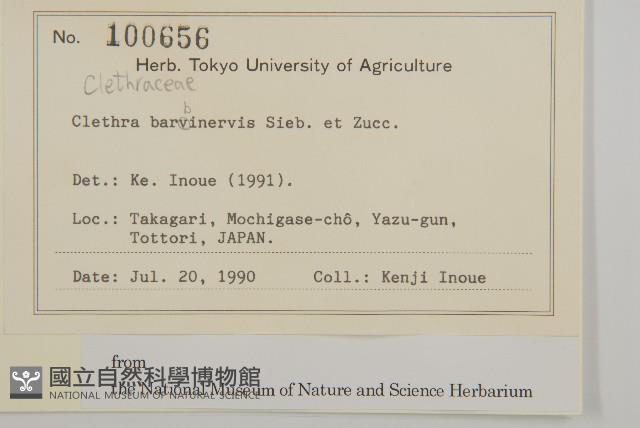 No. 100656
Herb. Tokyo University of Agriculture
Clethraceae
b
Clethra barvinervis Sieb. et Zucc.
Det.: Ke. Inoue (1991).
Loc.: Takagari, Mochigase-chô, Yazu-gun,
Tottori, JAPAN.
Date: Jul. 20, 1990 Coll.: Kenji Inoue
from
The National Museum of Nature and Science Herbarium
國立自然科學博物館
NATIONAL MUSEUM OF NATURAL SCIENCE